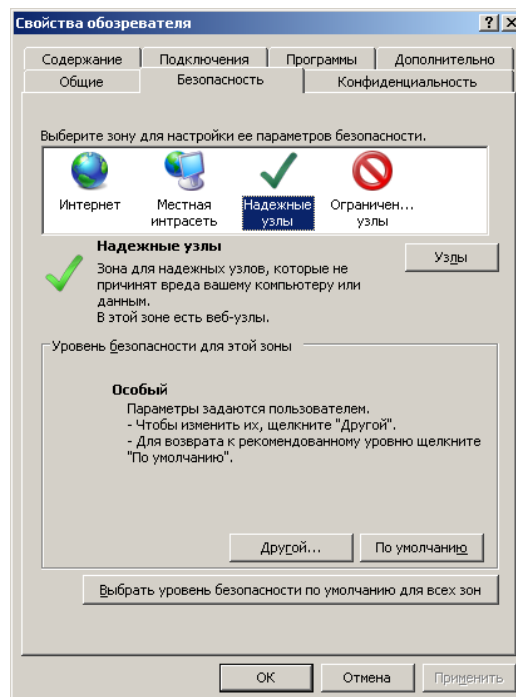 Свойства обозревателя
Содержание Подключения Программы Дополнительно
Общие Безопасность Конфиденциальность
Выберите зону для настройки ее параметров безопасности.
Интернет Местная интрасеть Надежные узлы Ограничен... узлы
Надежные узлы
Узлы
Зона для надежных узлов, которые не
причинят вреда вашему компьютеру или
данным.
В этой зоне есть веб-узлы.
Уровень безопасности для этой зоны
Особый
Параметры задаются пользователем.
- Чтобы изменить их, щелкните "Другой".
- Для возврата к рекомендованному уровню щелкните
"По умолчанию".
Другой... По умолчанию
Выбрать уровень безопасности по умолчанию для всех зон
ОК Отмена Применить